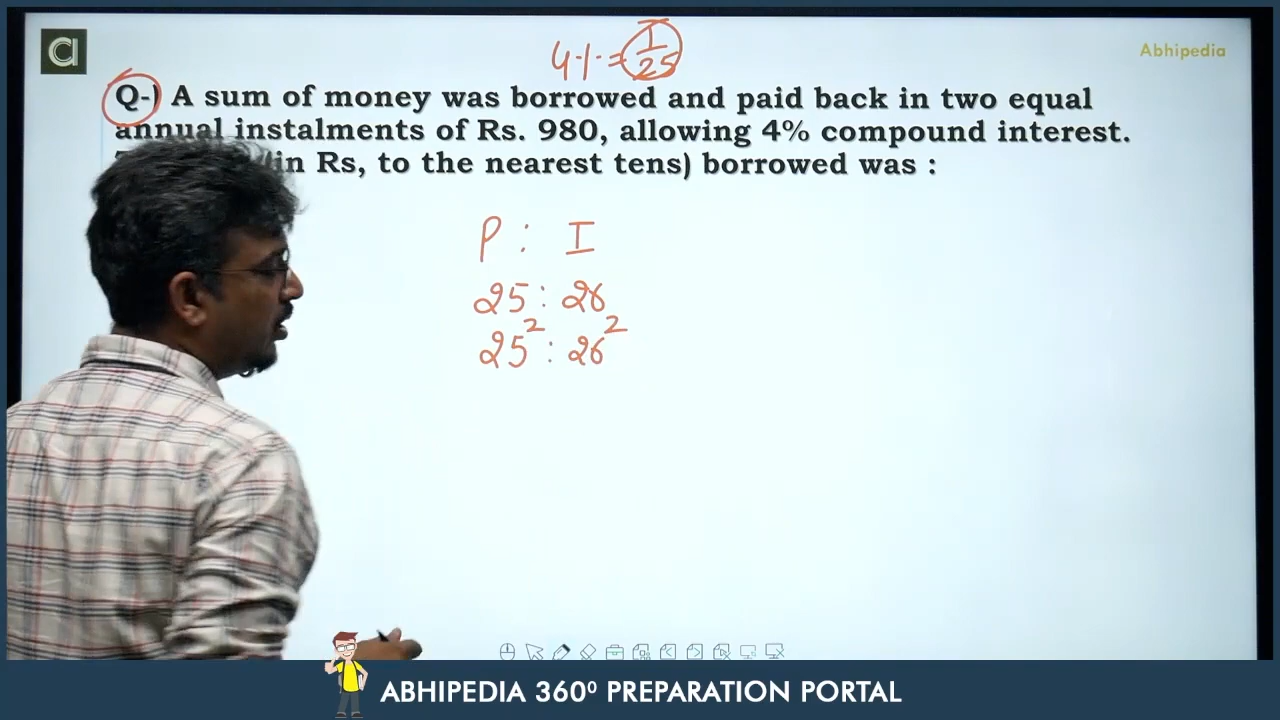 4% = 1/25
Abhipedia
Q-) A sum of money was borrowed and paid back in two equal
annual instalments of Rs. 980, allowing 4% compound interest.
in Rs, to the nearest tens) borrowed was :
P : I
25 : 26
25² : 26²
ABHIPEDIA 360⁰ PREPARATION PORTAL